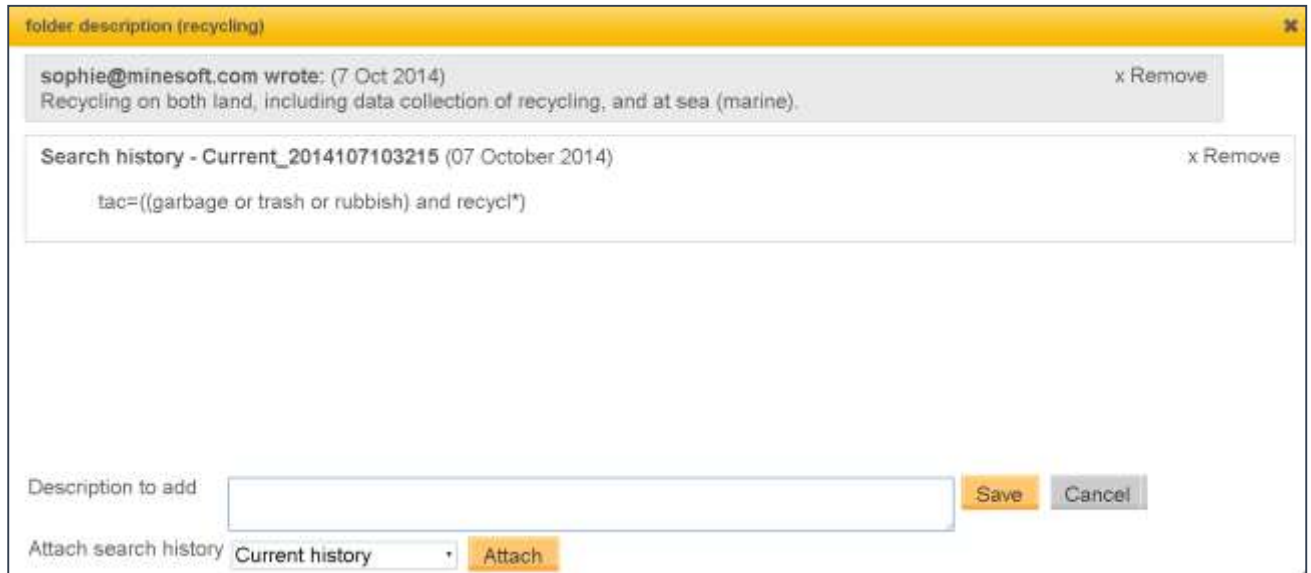 folder description (recycling) ✖
sophie@minesoft.com wrote: (7 Oct 2014) x Remove
Recycling on both land, including data collection of recycling, and at sea (marine).
Search history - Current_2014107103215 (07 October 2014) x Remove
tac=((garbage or trash or rubbish) and recycl*)
Description to add Save Cancel
Attach search history Current history Attach